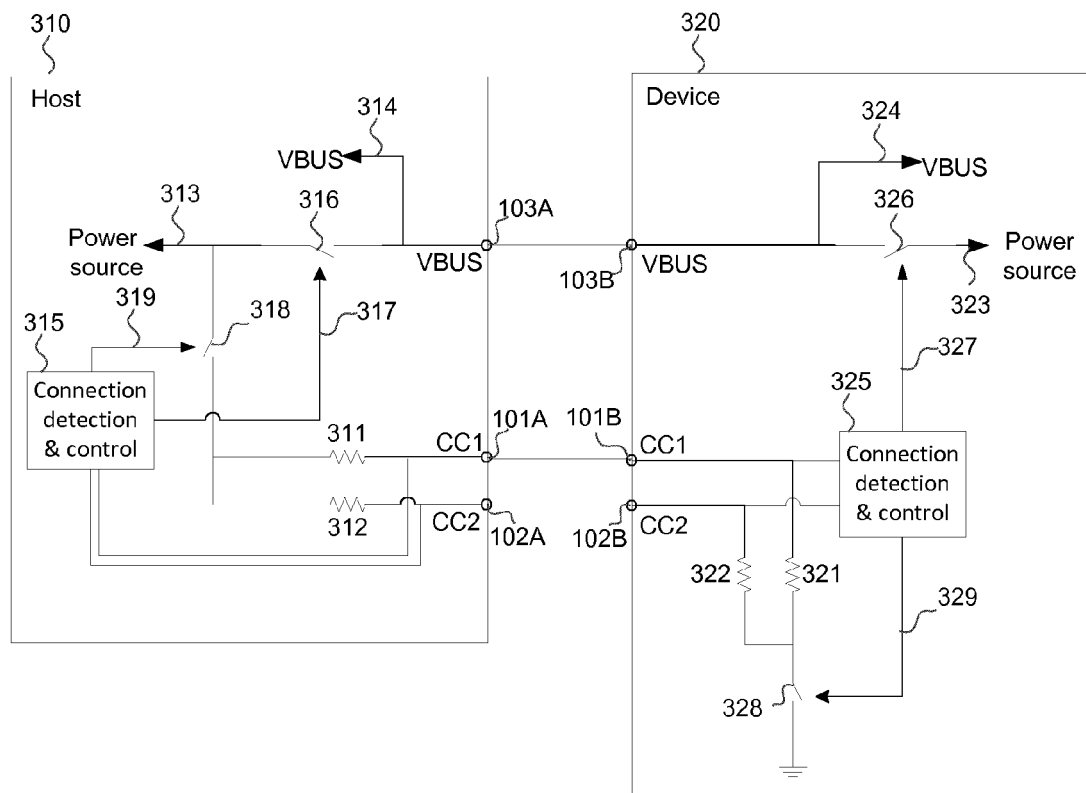 310
Host
314
VBUS
313
316
103A
Power
source
VBUS
319
318
317
315
Connection
detection
& control
311
CC1
101A
312
CC2
102A
320
Device
324
VBUS
326
103B
VBUS
Power
source
323
327
325
101B
CC1
Connection
detection
& control
102B
CC2
322
321
329
328